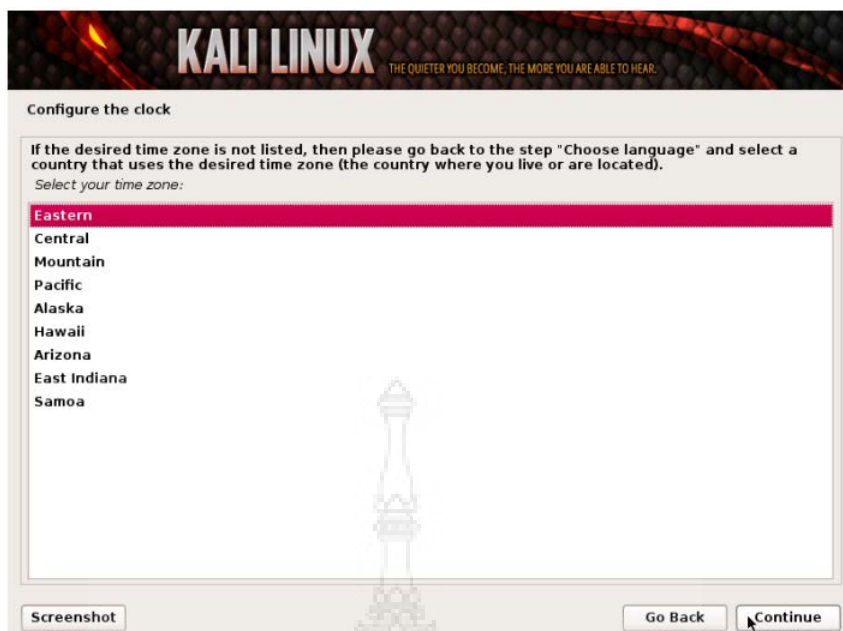 KALI LINUX THE QUIETER YOU BECOME, THE MORE YOU ARE ABLE TO HEAR.
Configure the clock
If the desired time zone is not listed, then please go back to the step "Choose language" and select a
country that uses the desired time zone (the country where you live or are located).
Select your time zone:
Eastern
Central
Mountain
Pacific
Alaska
Hawaii
Arizona
East Indiana
Samoa
Screenshot Go Back Continue